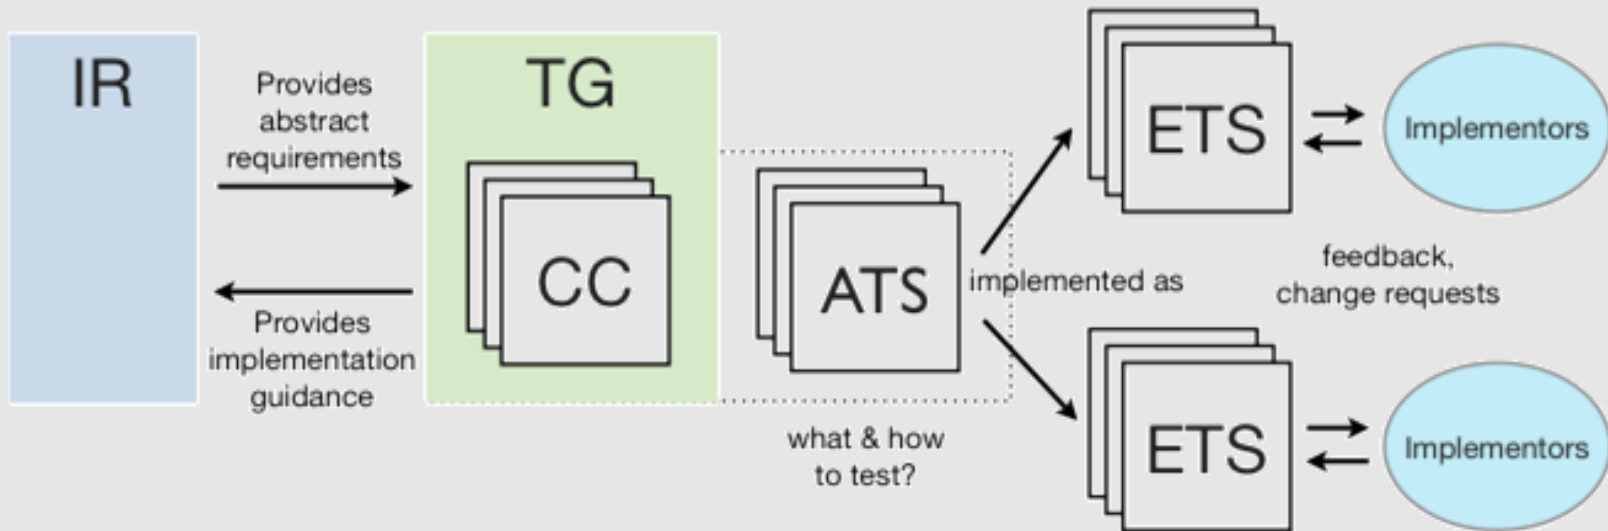 IR
Provides
abstract
requirements
Provides
implementation
guidance
TG
CC
ATS
what & how
to test?
implemented as
ETS
Implementors
feedback,
change requests
ETS
Implementors